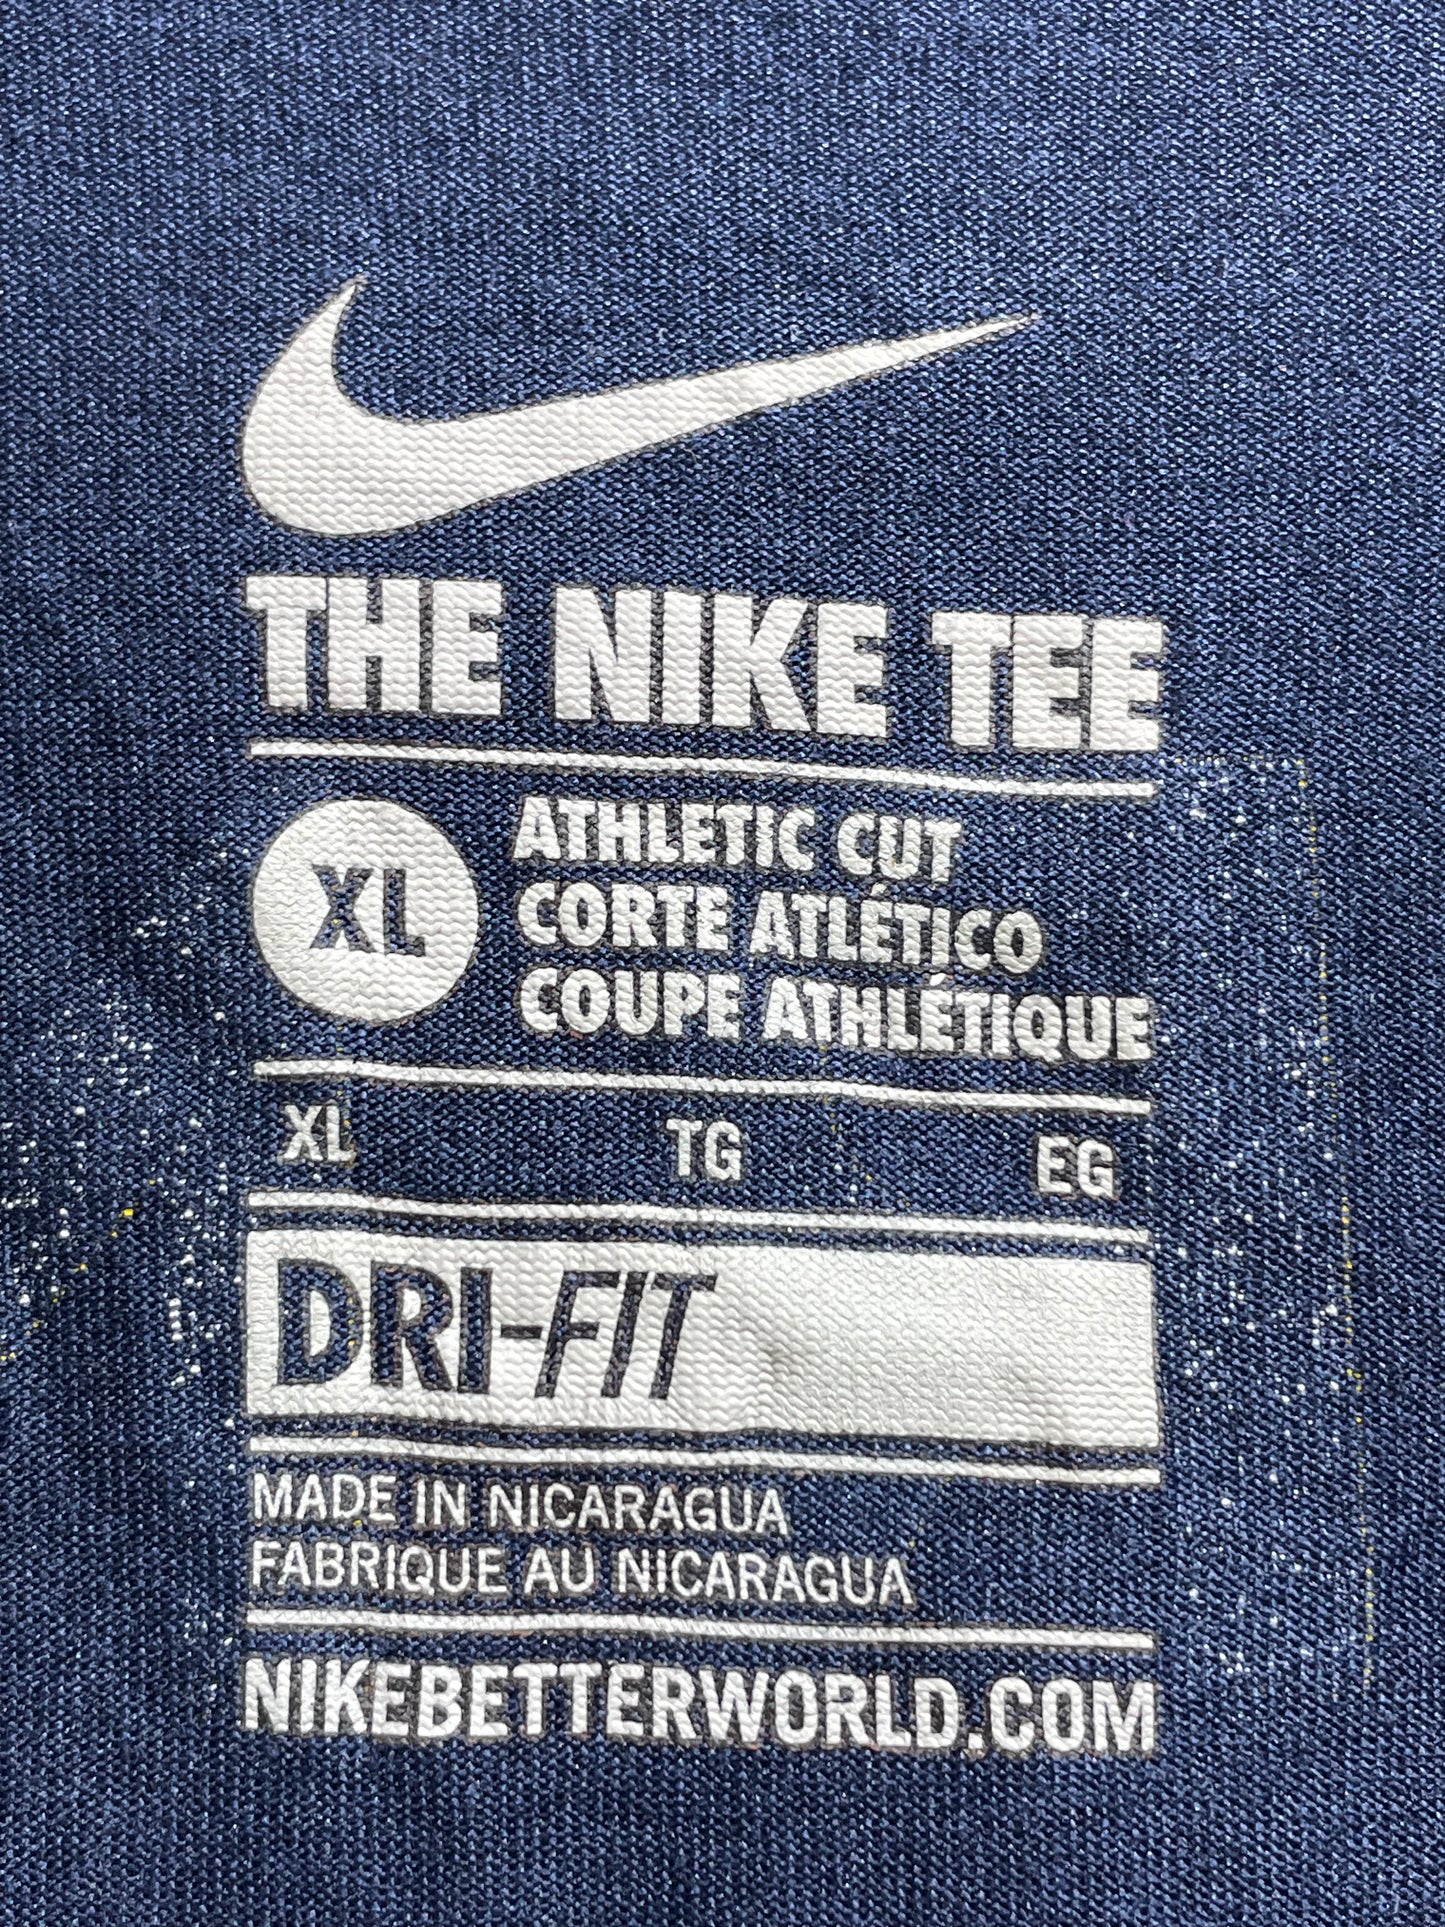 THE NIKE TEE
XL
ATHLETIC CUT
CORTE ATLÉTICO
COUPE ATHLÉTIQUE
XL TG EG
DRI-FIT
MADE IN NICARAGUA
FABRIQUE AU NICARAGUA
NIKEBETTERWORLD.COM